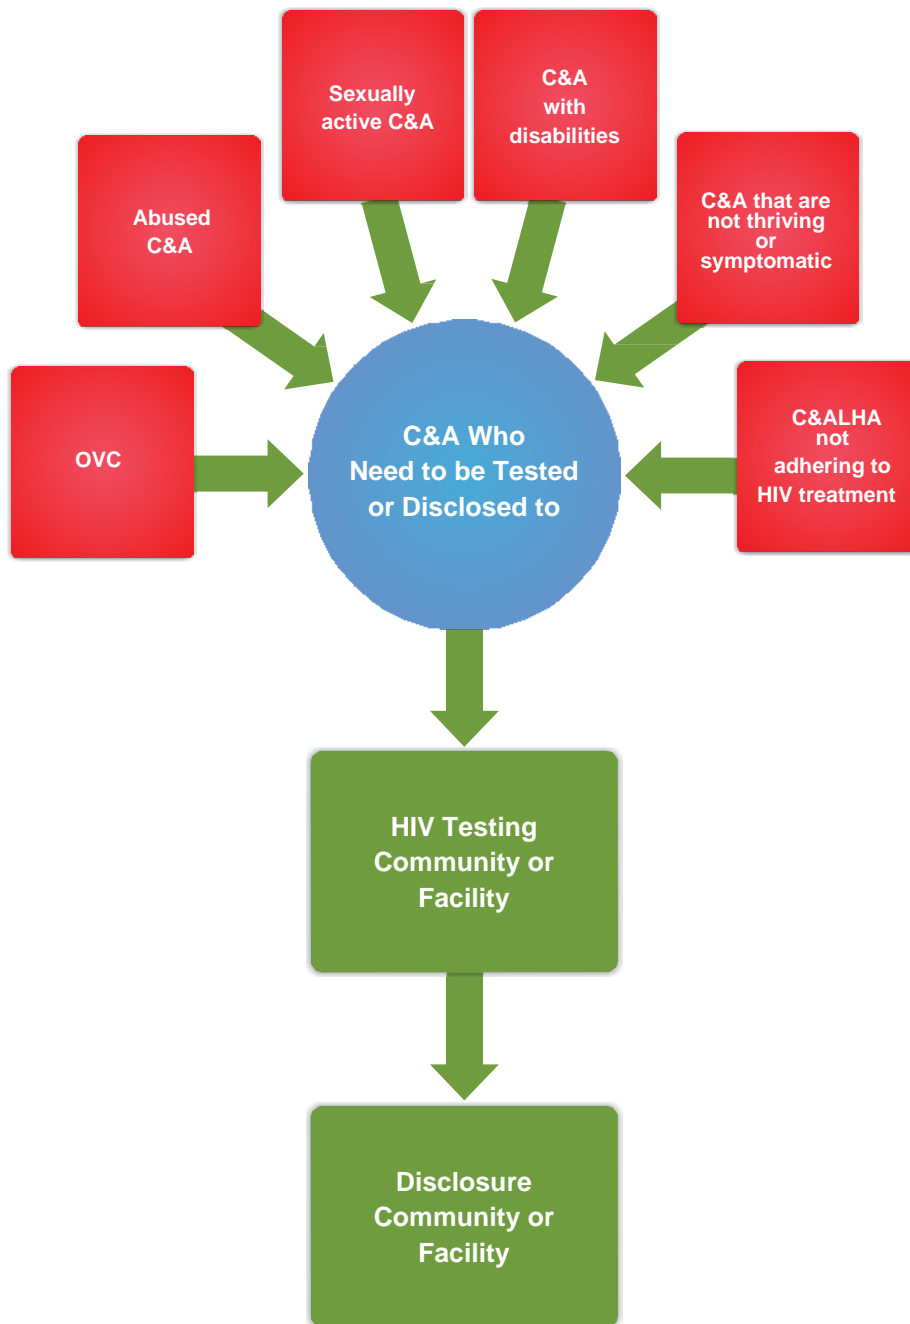 Sexually
active C&A
C&A
with
disabilities
Abused
C&A
C&A that are
not thriving
or
symptomatic
OVC
C&A Who
Need to be Tested
or Disclosed to
C&ALHA
not
adhering to
HIV treatment
HIV Testing
Community or
Facility
Disclosure
Community or
Facility